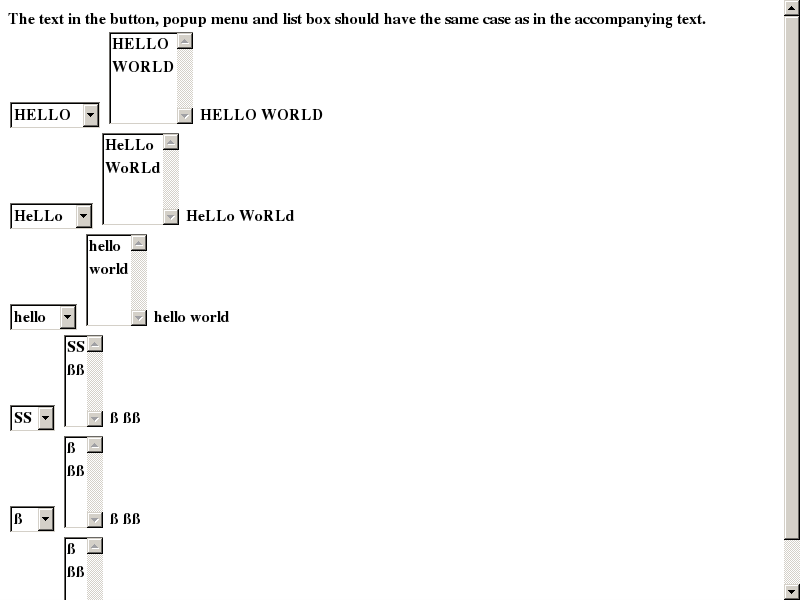 The text in the button, popup menu and list box should have the same case as in the accompanying text.
HELLO
WORLD
HELLO HELLO WORLD
HeLLo
WoRLd
HeLLo HeLLo WoRLd
hello
world
hello hello world
SS
ßß
SS ß ßß
ß
ßß
ß ß ßß
ß
ßß